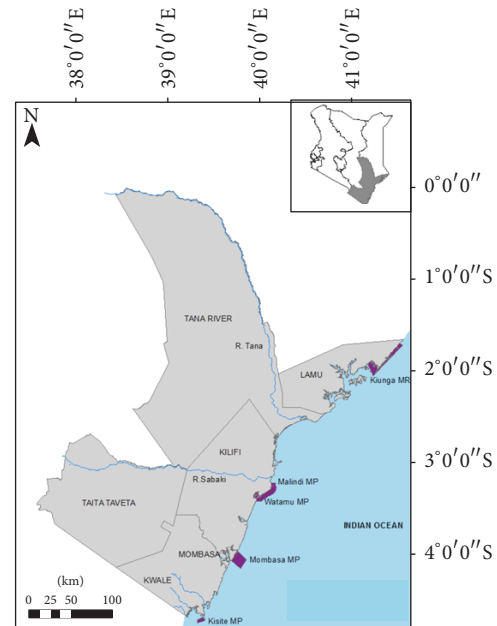 38°0′0″
39°0′0″
40°0′0″
41°0′0″
N
0°0′0″
1°0′0″S
TANA RIVER
R. Tana
LAMU
2°0′0″S
Kiunga MR
KILIFI
3°0′0″S
R.Sabaki
Malindi MP
TAITA TAVETA
Watamu MP
INDIAN OCEAN
MOMBASA
4°0′0″S
Mombasa MP
KWALE
(km)
0 25 50 100
Kisite MP